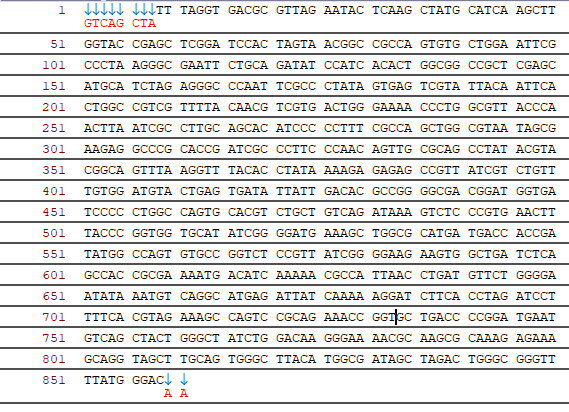 1 ↓↓↓↓↓ ↓↓↓TT TAGGT GACGC GTTAG AATAC TCAAG CTATG CATCA AGCTT
GTCAG CTA
51 GGTAC CGAGC TCGGA TCCAC TAGTA ACGGC CGCCA GTGTG CTGGA ATTCG
101 CCCTA AGGGC GAATT CTGCA GATAT CCATC ACACT GGCGG CCGCT CGAGC
151 ATGCA TCTAG AGGGC CCAAT TCGCC CTATA GTGAG TCGTA TTACA ATTCA
201 CTGGC CGTCG TTTTA CAACG TCGTG ACTGG GAAAA CCCTG GCGTT ACCCA
251 ACTTA ATCGC CTTGC AGCAC ATCCC CCTTT CGCCA GCTGG CGTAA TAGCG
301 AAGAG GCCCG CACCG ATCGC CCTTC CCAAC AGTTG CGCAG CCTAT ACGTA
351 CGGCA GTTTA AGGTT TACAC CTATA AAAGA GAGAG CCGTT ATCGT CTGTT
401 TGTGG ATGTA CTGAG TGATA TTATT GACAC GCCGG GGCGA CGGAT GGTGA
451 TCCCC CTGGC CAGTG CACGT CTGCT GTCAG ATAAA GTCTC CCGTG AACTT
501 TACCC GGTGG TGCAT ATCGG GGATG AAAGC TGGCG CATGA TGACC ACCGA
551 TATGG CCAGT GTGCC GGTCT CCGTT ATCGG GGAAG AAGTG GCTGA TCTCA
601 GCCAC CGCGA AAATG ACATC AAAAA CGCCA TTAAC CTGAT GTTCT GGGGA
651 ATATA AATGT CAGGC ATGAG ATTAT CAAAA AGGAT CTTCA CCTAG ATCCT
701 TTTCA CGTAG AAAGC CAGTC CGCAG AAACC GGTGC TGACC CCGGA TGAAT
751 GTCAG CTACT GGGCT ATCTG GACAA GGGAA AACGC AAGCG CAAAG AGAAA
801 GCAGG TAGCT TGCAG TGGGC TTACA TGGCG ATAGC TAGAC TGGGC GGGTT
851 TTATG GGAC↓ ↓
A A